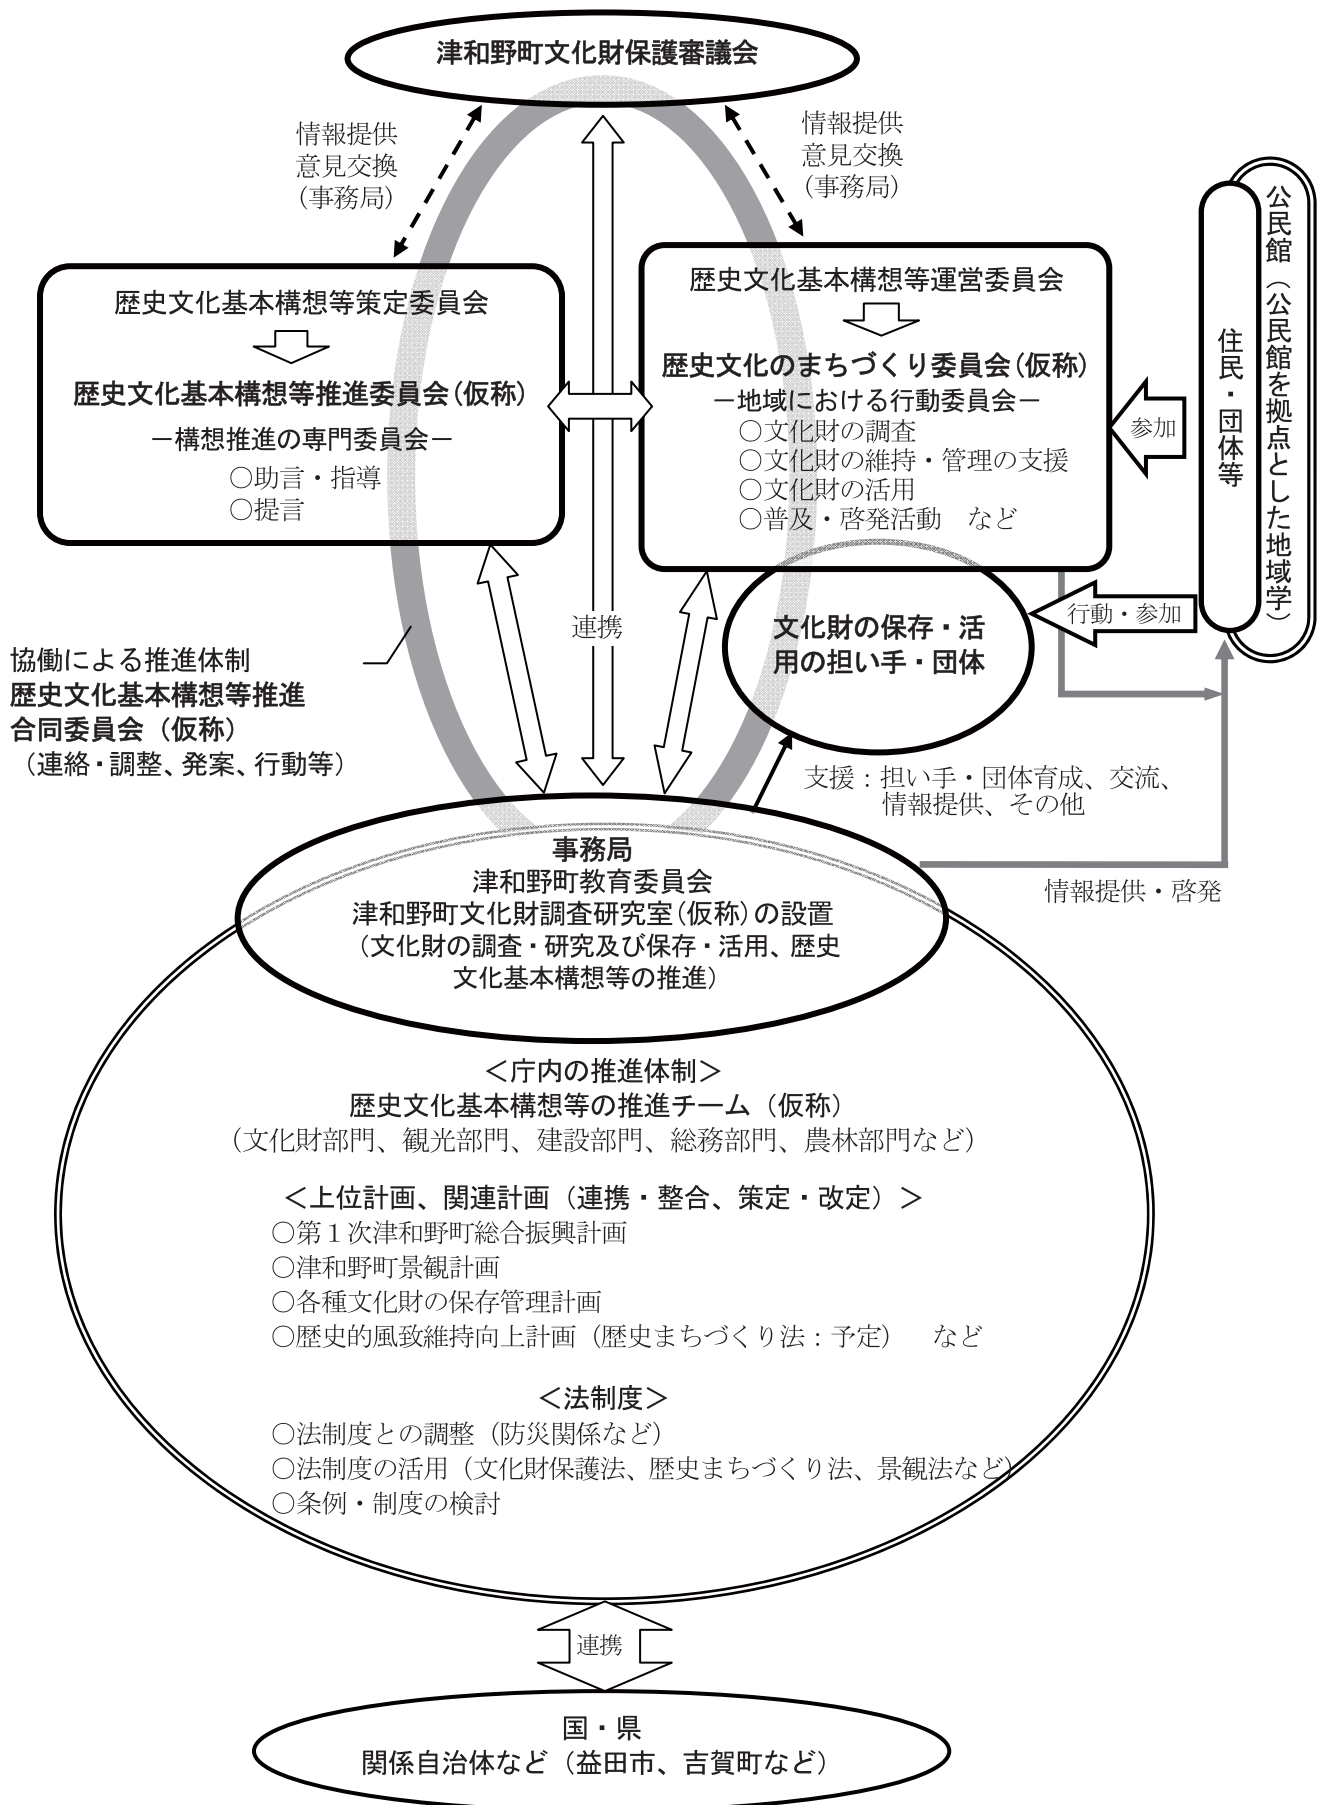 津和野町文化財保護審議会
情報提供
意見交換
(事務局)
情報提供
意見交換
(事務局)
歴史文化基本構想等策定委員会
歴史文化基本構想等推進委員会(仮称)
－構想推進の専門委員会－
○助言・指導
○提言
歴史文化基本構想等運営委員会
歴史文化のまちづくり委員会(仮称)
－地域における行動委員会－
○文化財の調査
○文化財の維持・管理の支援
○文化財の活用
○普及・啓発活動　など
参加
住民・団体等
公民館（公民館を拠点とした地域学）
行動・参加
連携
文化財の保存・活
用の担い手・団体
協働による推進体制
歴史文化基本構想等推進
合同委員会（仮称）
（連絡・調整、発案、行動等）
支援：担い手・団体育成、交流、
情報提供、その他
情報提供・啓発
事務局
津和野町教育委員会
津和野町文化財調査研究室(仮称)の設置
（文化財の調査・研究及び保存・活用、歴史
文化基本構想等の推進）
＜庁内の推進体制＞
歴史文化基本構想等の推進チーム（仮称）
（文化財部門、観光部門、建設部門、総務部門、農林部門など）
＜上位計画、関連計画（連携・整合、策定・改定）＞
○第１次津和野町総合振興計画
○津和野町景観計画
○各種文化財の保存管理計画
○歴史的風致維持向上計画（歴史まちづくり法：予定）　など
＜法制度＞
○法制度との調整（防災関係など）
○法制度の活用（文化財保護法、歴史まちづくり法、景観法など）
○条例・制度の検討
連携
国・県
関係自治体など（益田市、吉賀町など）